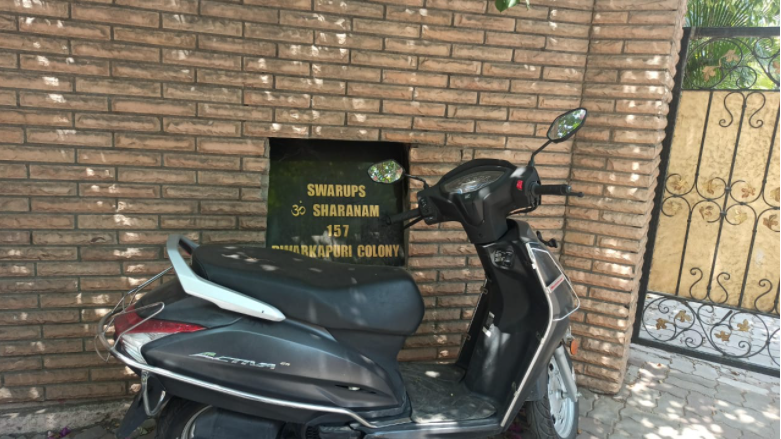 SWARUPS
ॐ SHARANAM
157
DWARKAPURI COLONY
ACTIVA